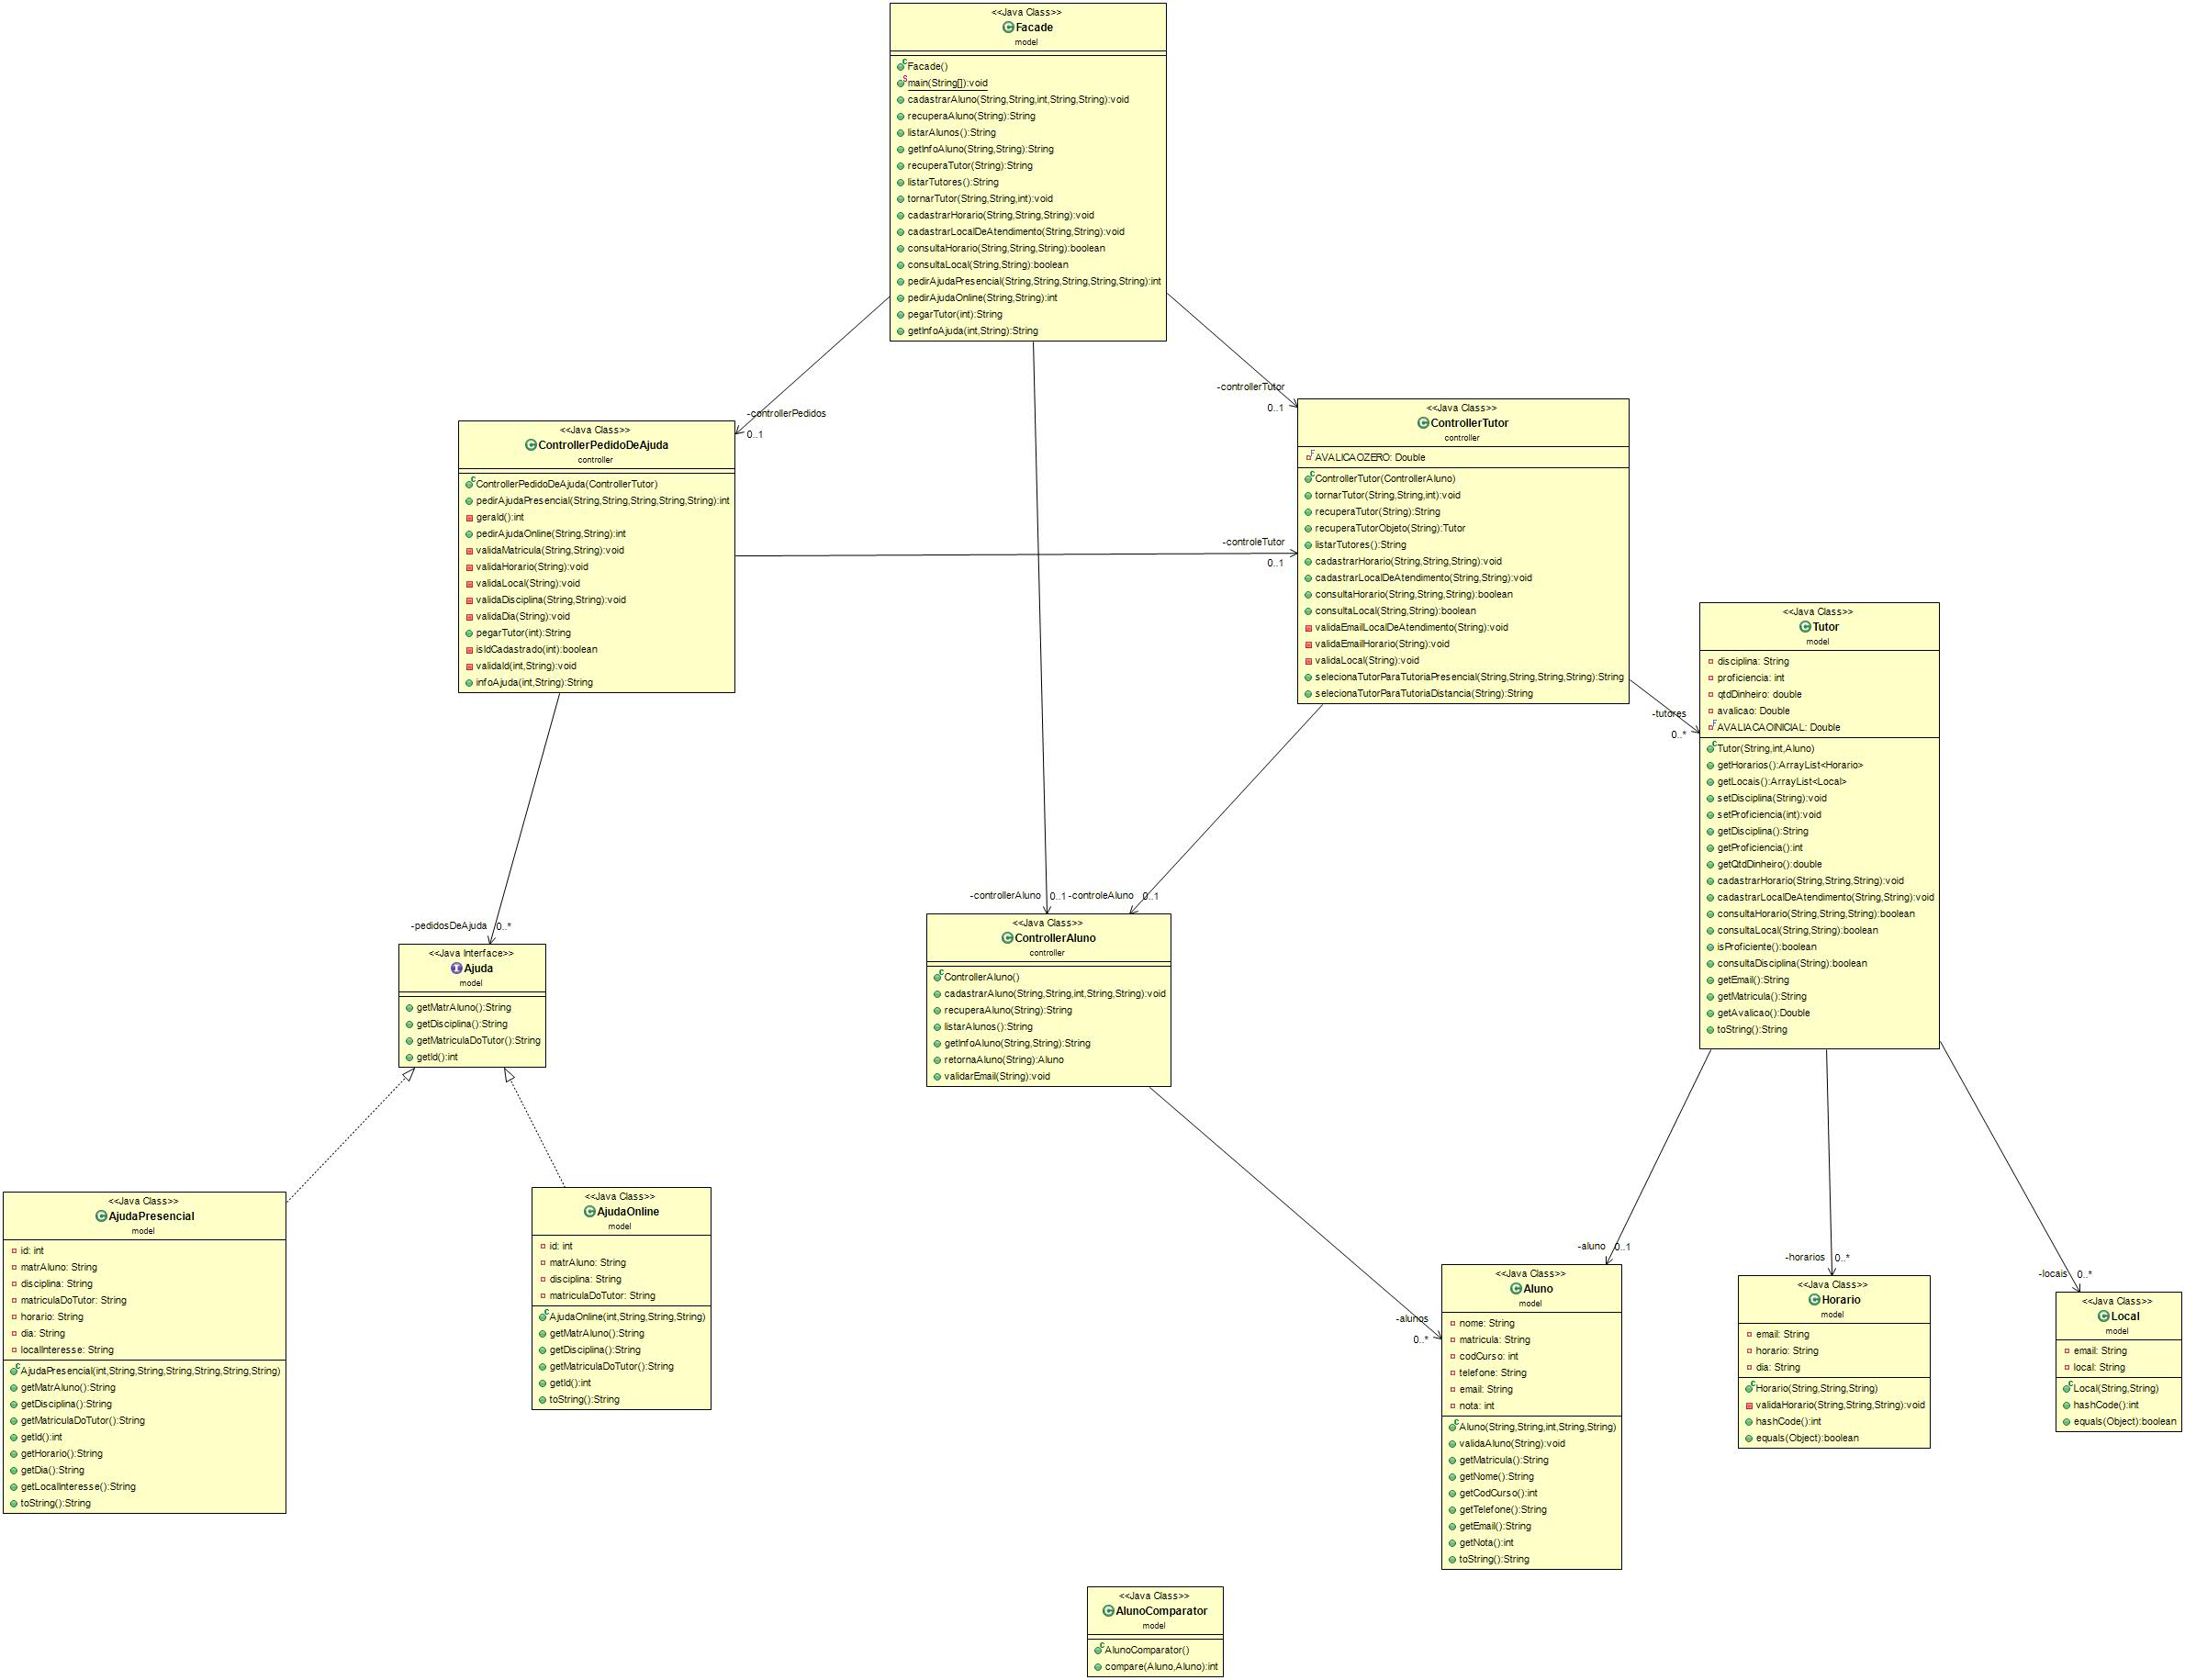 <<Java Class>>
Facade
model
Facade()
main(String[]):void
cadastrarAluno(String,String,int,String,String):void
recuperaAluno(String):String
listarAlunos():String
getInfoAluno(String,String):String
recuperaTutor(String):String
listarTutores():String
tornarTutor(String,String,int):void
cadastrarHorario(String,String,String):void
cadastrarLocalDeAtendimento(String,String):void
consultaHorario(String,String,String):boolean
consultaLocal(String,String):boolean
pedirAjudaPresencial(String,String,String,String,String):int
pedirAjudaOnline(String,String):int
pegarTutor(int):String
getInfoAjuda(int,String):String
-controllerPedidos
0..1
-controllerTutor
0..1
<<Java Class>>
ControllerPedidoDeAjuda
controller
ControllerPedidoDeAjuda(ControllerTutor)
pedirAjudaPresencial(String,String,String,String,String):int
geraId():int
pedirAjudaOnline(String,String):int
validaMatricula(String,String):void
validaHorario(String):void
validaLocal(String):void
validaDisciplina(String,String):void
validaDia(String):void
pegarTutor(int):String
isIdCadastrado(int):boolean
validaId(int,String):void
infoAjuda(int,String):String
-controleTutor
0..1
<<Java Class>>
ControllerTutor
controller
AVALICAOZERO: Double
ControllerTutor(ControllerAluno)
tornarTutor(String,String,int):void
recuperaTutor(String):String
recuperaTutorObjeto(String):Tutor
listarTutores():String
cadastrarHorario(String,String,String):void
cadastrarLocalDeAtendimento(String,String):void
consultaHorario(String,String,String):boolean
consultaLocal(String,String):boolean
validaEmailLocalDeAtendimento(String):void
validaEmailHorario(String):void
validaLocal(String):void
selecionaTutorParaTutoriaPresencial(String,String,String,String):String
selecionaTutorParaTutoriaDistancia(String):String
-tutores
0..*
<<Java Class>>
Tutor
model
disciplina: String
proficiencia: int
qtdDinheiro: double
avalicao: Double
AVALIACAOINICIAL: Double
Tutor(String,int,Aluno)
getHorarios():ArrayList<Horario>
getLocais():ArrayList<Local>
setDisciplina(String):void
setProficiencia(int):void
getDisciplina():String
getProficiencia():int
getQtdDinheiro():double
cadastrarHorario(String,String,String):void
cadastrarLocalDeAtendimento(String,String):void
consultaHorario(String,String,String):boolean
consultaLocal(String,String):boolean
isProficiente():boolean
consultaDisciplina(String):boolean
getEmail():String
getMatricula():String
getAvalicao():Double
toString():String
-pedidosDeAjuda
0..*
<<Java Interface>>
Ajuda
model
getMatrAluno():String
getDisciplina():String
getMatriculaDoTutor():String
getId():int
-controllerAluno
0..1
-controleAluno
0..1
<<Java Class>>
ControllerAluno
controller
ControllerAluno()
cadastrarAluno(String,String,int,String,String):void
recuperaAluno(String):String
listarAlunos():String
getInfoAluno(String,String):String
retornaAluno(String):Aluno
validarEmail(String):void
<<Java Class>>
AjudaPresencial
model
id: int
matrAluno: String
disciplina: String
matriculaDoTutor: String
horario: String
dia: String
localInteresse: String
AjudaPresencial(int,String,String,String,String,String,String)
getMatrAluno():String
getDisciplina():String
getMatriculaDoTutor():String
getId():int
getHorario():String
getDia():String
getLocalInteresse():String
toString():String
<<Java Class>>
AjudaOnline
model
id: int
matrAluno: String
disciplina: String
matriculaDoTutor: String
AjudaOnline(int,String,String,String)
getMatrAluno():String
getDisciplina():String
getMatriculaDoTutor():String
getId():int
toString():String
-alunos
0..*
-aluno
0..1
<<Java Class>>
Aluno
model
nome: String
matricula: String
codCurso: int
telefone: String
email: String
nota: int
Aluno(String,String,int,String,String)
validaAluno(String):void
getMatricula():String
getNome():String
getCodCurso():int
getTelefone():String
getEmail():String
getNota():int
toString():String
-horarios
0..*
<<Java Class>>
Horario
model
email: String
horario: String
dia: String
Horario(String,String,String)
validaHorario(String,String,String):void
hashCode():int
equals(Object):boolean
-locais
0..*
<<Java Class>>
Local
model
email: String
local: String
Local(String,String)
hashCode():int
equals(Object):boolean
<<Java Class>>
AlunoComparator
model
AlunoComparator()
compare(Aluno,Aluno):int